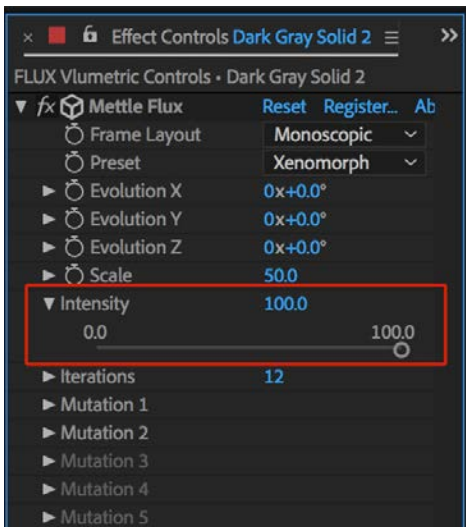 × Effect Controls Dark Gray Solid 2 ≡ »
FLUX Vlumetric Controls • Dark Gray Solid 2
fx Mettle Flux Reset Register... Ab
Frame Layout Monoscopic
Preset Xenomorph
Evolution X 0x+0.0°
Evolution Y 0x+0.0°
Evolution Z 0x+0.0°
Scale 50.0
Intensity 100.0
0.0 100.0
Iterations 12
Mutation 1
Mutation 2
Mutation 3
Mutation 4
Mutation 5